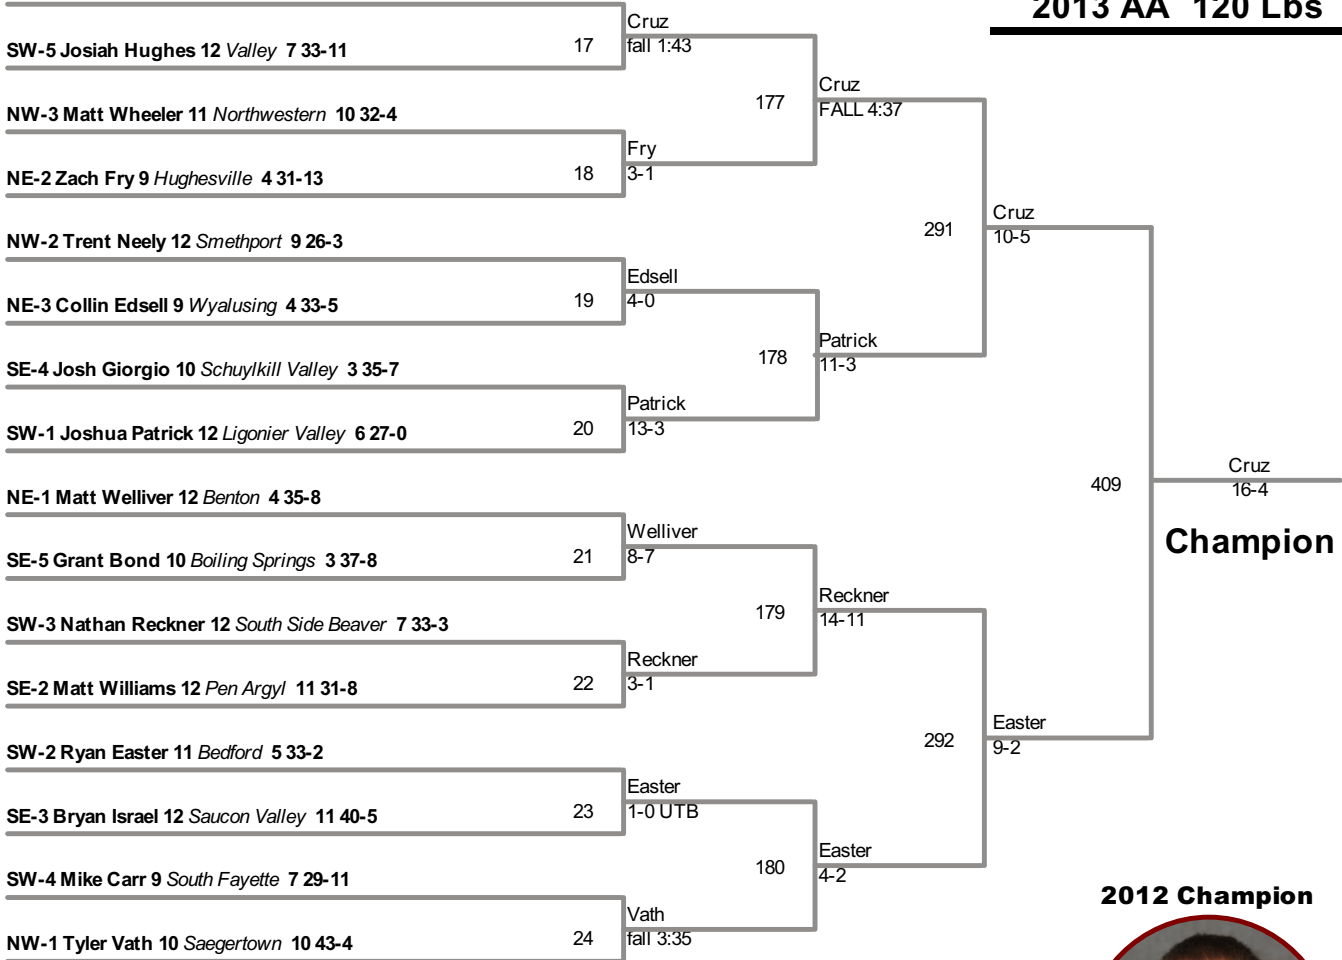 2013 AA 120 Lbs
SW-5 Josiah Hughes 12 Valley 7 33-11
17
Cruz
fall 1:43
NW-3 Matt Wheeler 11 Northwestern 10 32-4
177
Cruz
FALL 4:37
NE-2 Zach Fry 9 Hughesville 4 31-13
18
Fry
3-1
NW-2 Trent Neely 12 Smethport 9 26-3
291
Cruz
10-5
NE-3 Collin Edsell 9 Wyalusing 4 33-5
19
Edsell
4-0
SE-4 Josh Giorgio 10 Schuylkill Valley 3 35-7
178
Patrick
11-3
SW-1 Joshua Patrick 12 Ligonier Valley 6 27-0
20
Patrick
13-3
NE-1 Matt Welliver 12 Benton 4 35-8
409
Cruz
16-4
Champion
SE-5 Grant Bond 10 Boiling Springs 3 37-8
21
Welliver
8-7
SW-3 Nathan Reckner 12 South Side Beaver 7 33-3
179
Reckner
14-11
SE-2 Matt Williams 12 Pen Argyl 11 31-8
22
Reckner
3-1
SW-2 Ryan Easter 11 Bedford 5 33-2
292
Easter
9-2
SE-3 Bryan Israel 12 Saucon Valley 11 40-5
23
Easter
1-0 UTB
SW-4 Mike Carr 9 South Fayette 7 29-11
180
Easter
4-2
NW-1 Tyler Vath 10 Saegertown 10 43-4
24
Vath
fall 3:35
2012 Champion